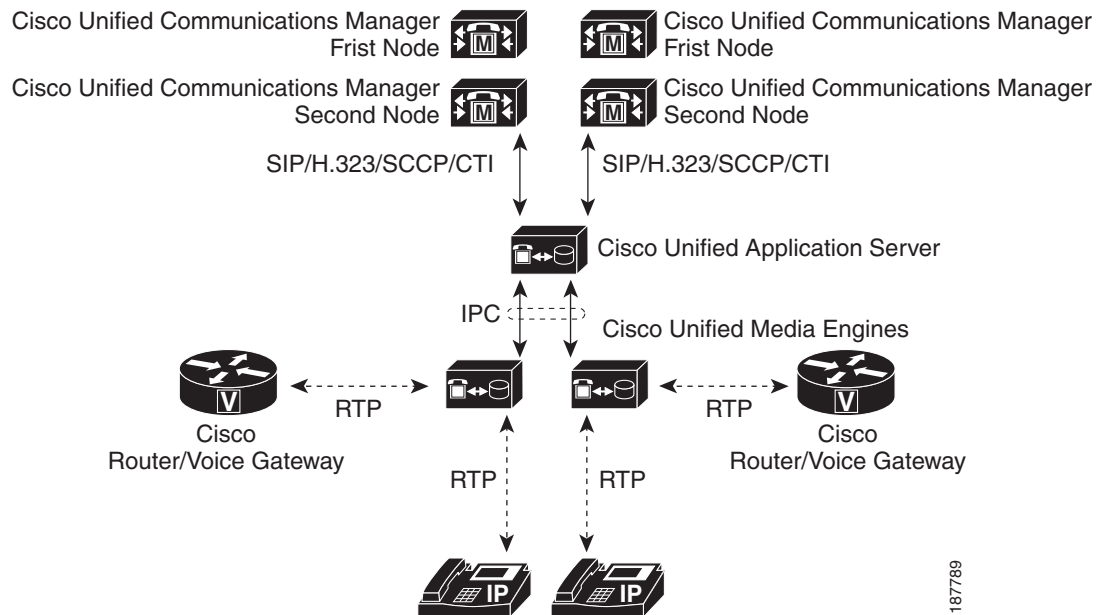 Cisco Unified Communications Manager
Frist Node
Cisco Unified Communications Manager
Frist Node
M
M
Cisco Unified Communications Manager
Second Node
Cisco Unified Communications Manager
Second Node
M
M
SIP/H.323/SCCP/CTI
SIP/H.323/SCCP/CTI
Cisco Unified Application Server
IPC
Cisco Unified Media Engines
V
RTP
RTP
V
Cisco
Router/Voice Gateway
Cisco
Router/Voice Gateway
RTP
RTP
IP
IP
187789